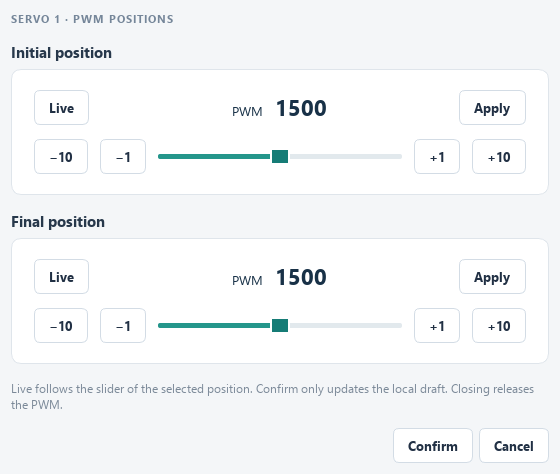 SERVO 1 · PWM POSITIONS
Initial position
Live PWM 1500 Apply
−10 −1 +1 +10
Final position
Live PWM 1500 Apply
−10 −1 +1 +10
Live follows the slider of the selected position. Confirm only updates the local draft. Closing releases
the PWM.
Confirm Cancel